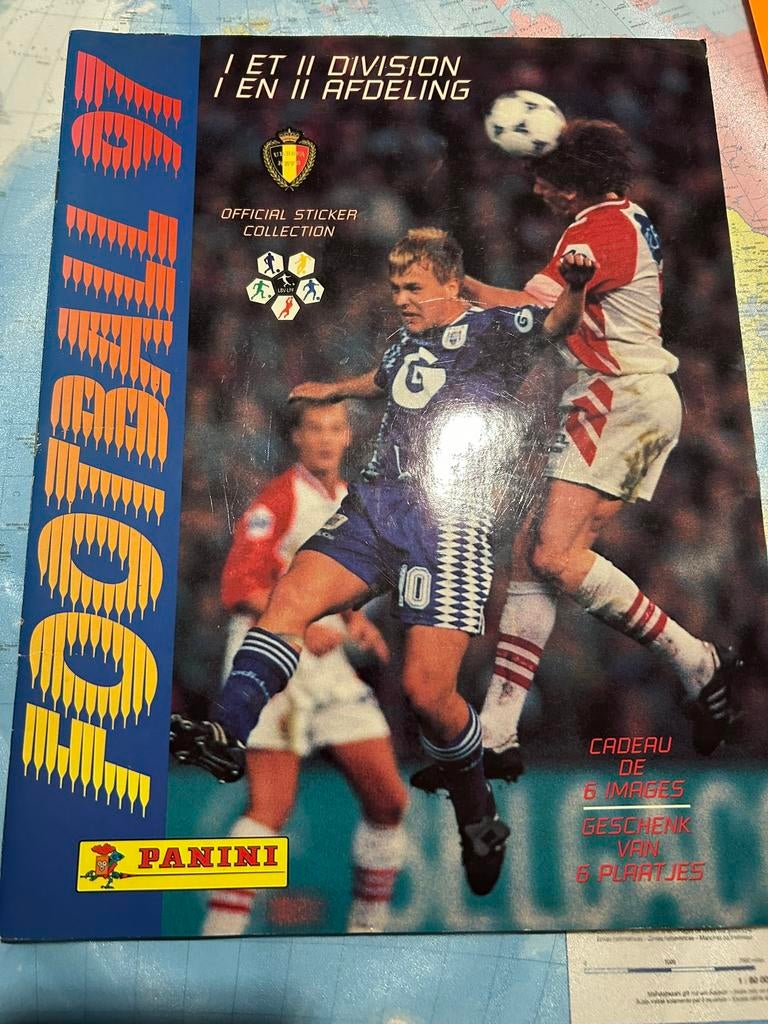 FOOTBALL 97
I ET II DIVISION
I EN II AFDELING
OFFICIAL STICKER
COLLECTION
G
G
10
CADEAU
DE
6 IMAGES
GESCHENK
VAN
6 PLAATJES
PANINI